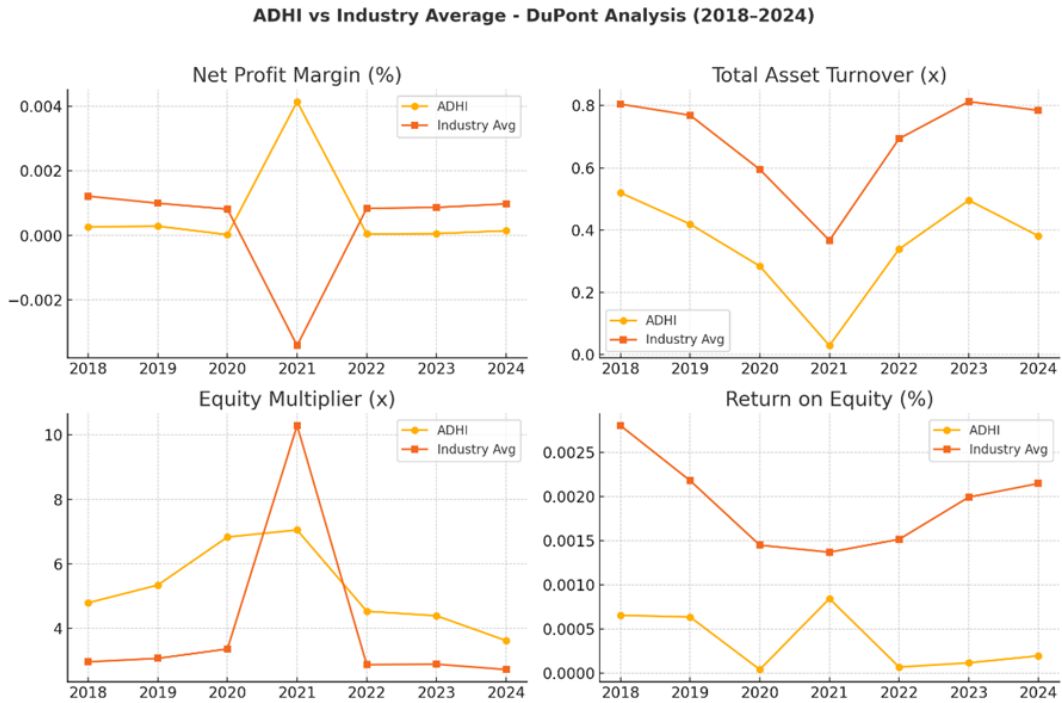 ADHI vs Industry Average - DuPont Analysis (2018–2024)
Net Profit Margin (%)
0.004
0.002
0.000
−0.002
ADHI
Industry Avg
2018 2019 2020 2021 2022 2023 2024
Total Asset Turnover (x)
0.8
0.6
0.4
0.2
0.0
ADHI
Industry Avg
2018 2019 2020 2021 2022 2023 2024
Equity Multiplier (x)
10
8
6
4
ADHI
Industry Avg
2018 2019 2020 2021 2022 2023 2024
Return on Equity (%)
0.0025
0.0020
0.0015
0.0010
0.0005
0.0000
ADHI
Industry Avg
2018 2019 2020 2021 2022 2023 2024